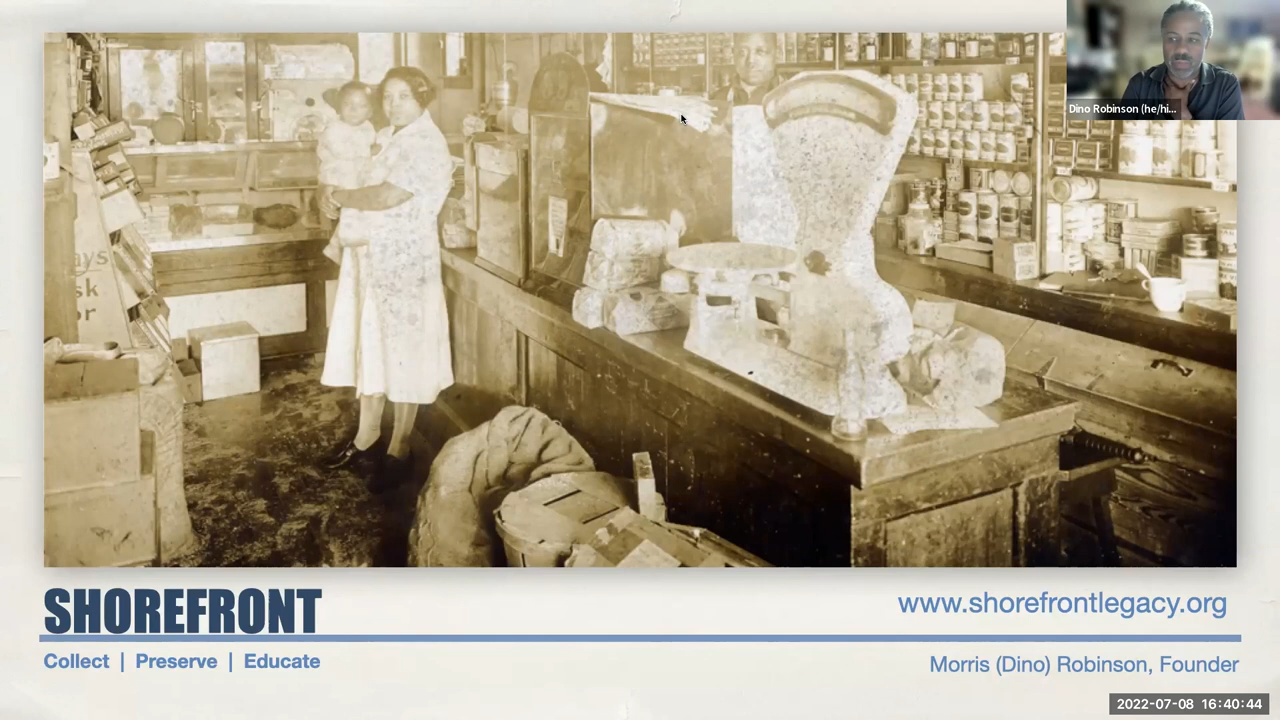 Dino Robinson (he/hi...
SHOREFRONT
www.shorefrontlegacy.org
Collect | Preserve | Educate
Morris (Dino) Robinson, Founder
2022-07-08 16:40:44